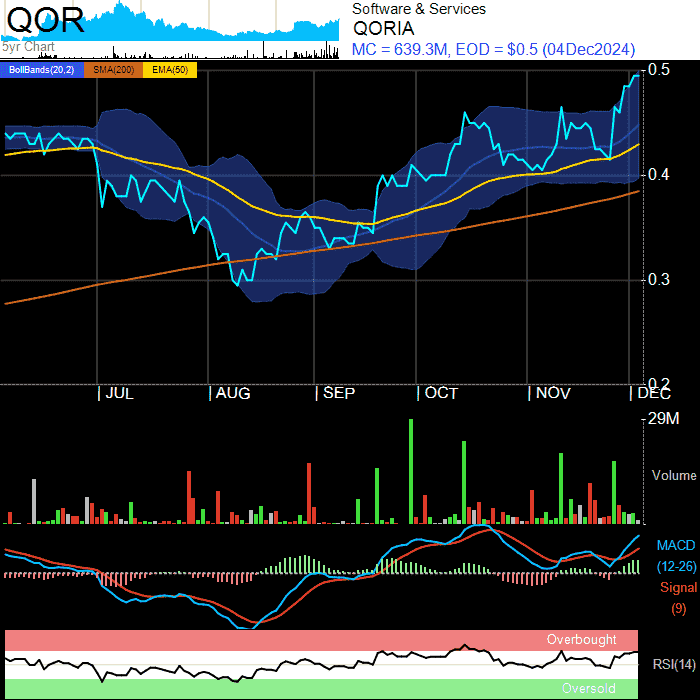 QOR
5yr Chart
Software & Services
QORIA
MC = 639.3M, EOD = $0.5 (04Dec2024)
BollBands(20,2) SMA(200) EMA(50)
0.5
0.4
0.3
0.2
| JUL | AUG | SEP | OCT | NOV | DEC
29M
Volume
MACD
(12-26)
Signal
(9)
Overbought
RSI(14)
Oversold